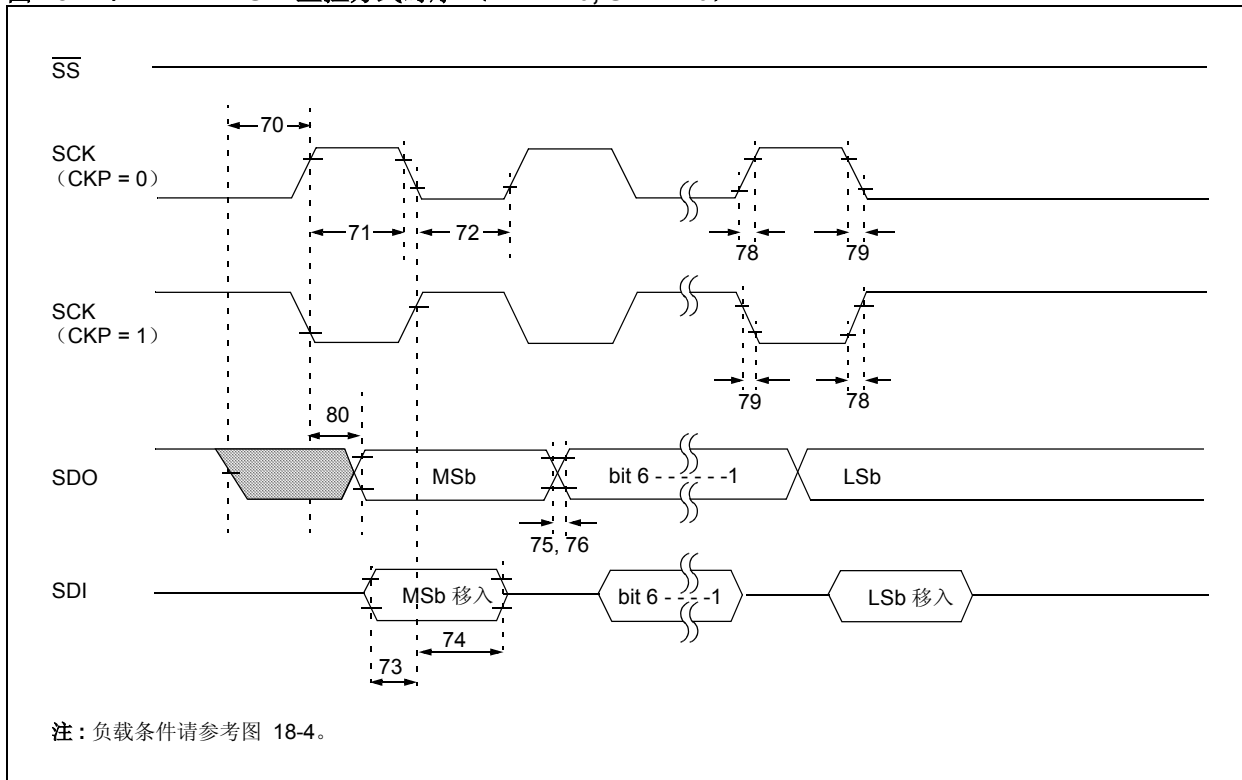 SS
70
SCK
（CKP = 0）
71
72
78
79
SCK
（CKP = 1）
79
78
80
SDO
MSb
bit 6 - - - - - -1
LSb
75, 76
SDI
MSb 移入
bit 6 - - - - -1
LSb 移入
74
73
注：负载条件请参考图 18-4。